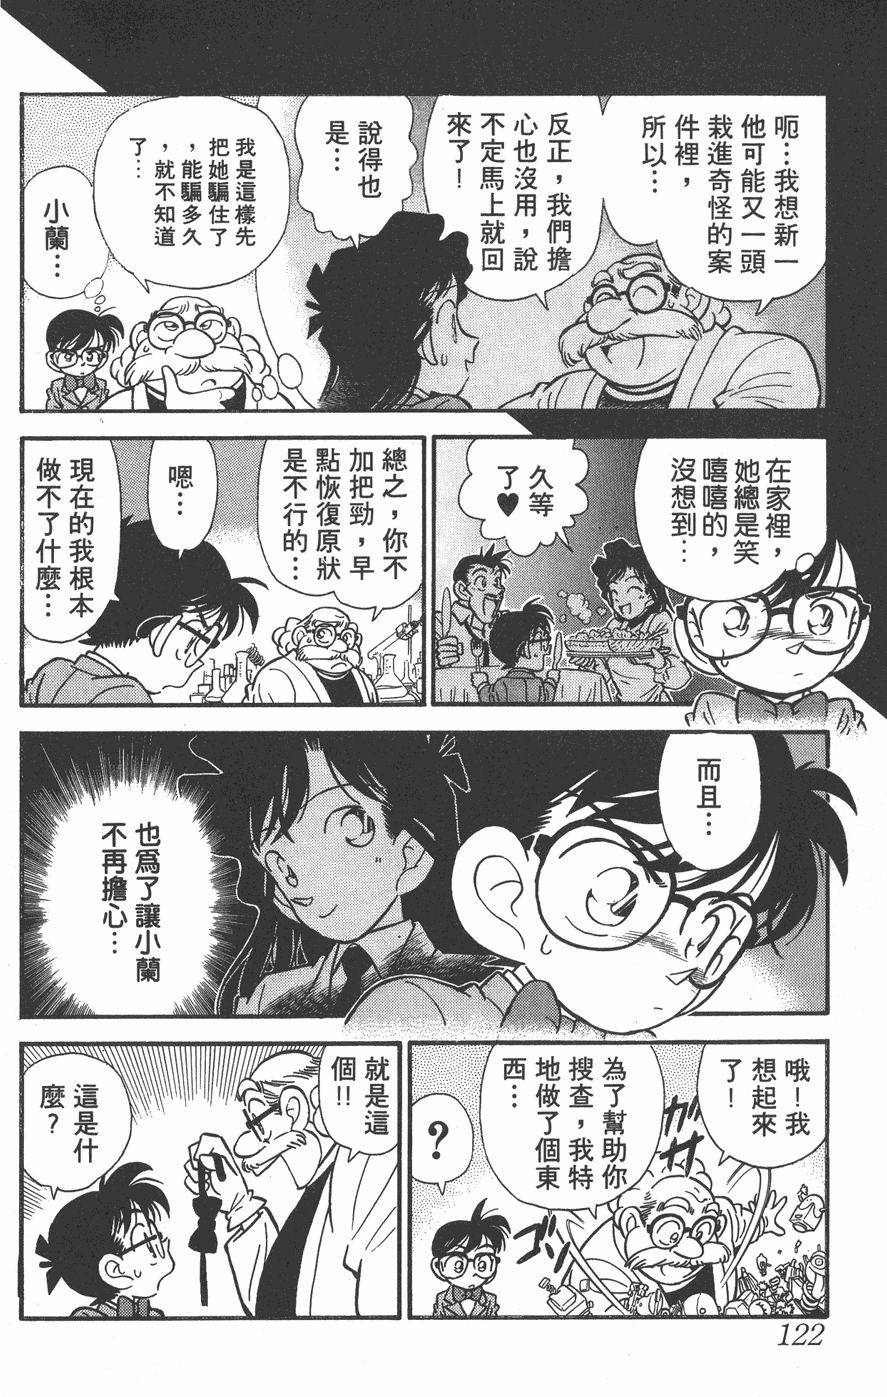 呃…我想新一
他可能又一頭
栽進奇怪的案
件裡，
所以…
反正，我們擔
心也沒用，說
不定馬上就回
來了！
說得也
是…
我是這樣先
把她騙住了
，能騙多久
，就不知道
了…
小蘭…
在家裡，
她總是笑
嘻嘻的，
沒想到…
久等
了♥
總之，你不
加把勁，早
點恢復原狀
是不行的…
嗯…
現在的我根本
做不了什麼…
而且…
也為了讓小蘭
不再擔心…
哦！我
想起來
了！
為了幫助你
搜查，我特
地做了個東
西…
ガガガ
ゴソ
？
就是這
個!!
這是什
麼？
122